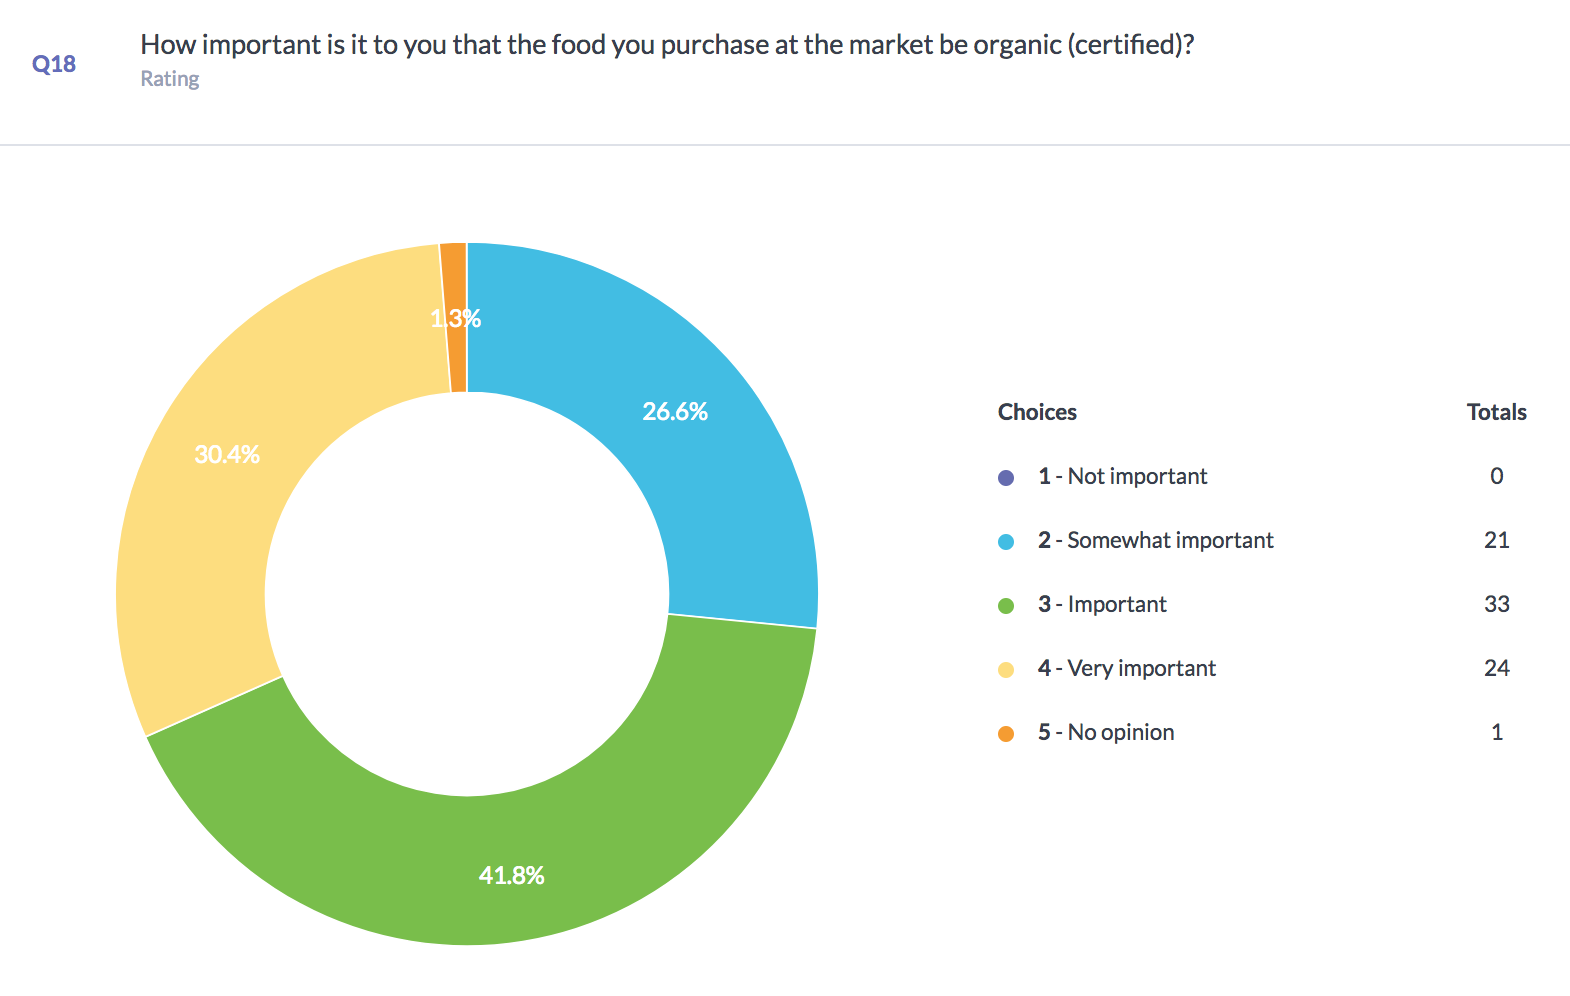 Q18
How important is it to you that the food you purchase at the market be organic (certified)?
Rating
1.3%
26.6%
30.4%
41.8%
Choices Totals
1 - Not important 0
2 - Somewhat important 21
3 - Important 33
4 - Very important 24
5 - No opinion 1